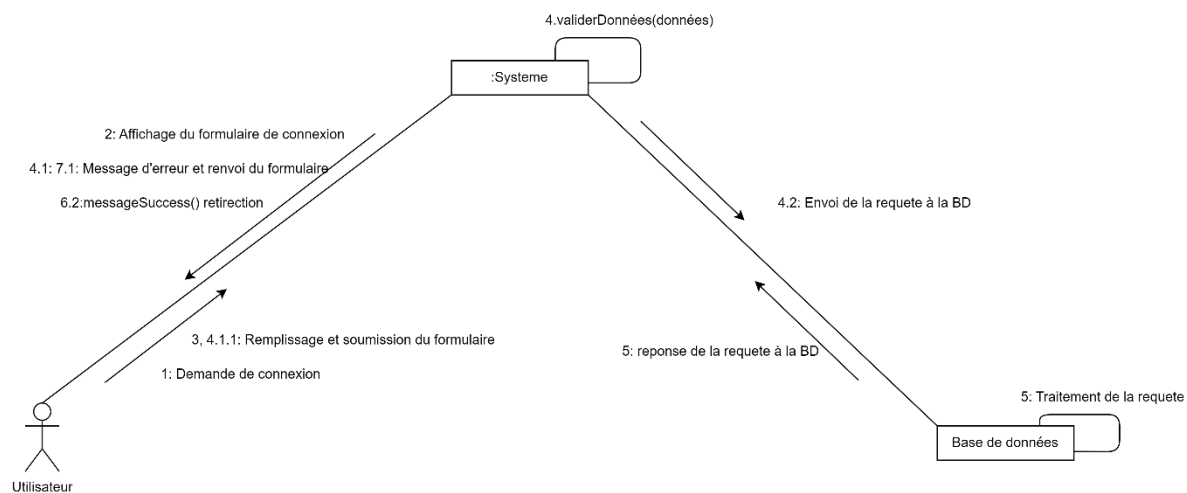 4.validerDonnées(données)
:Systeme
2: Affichage du formulaire de connexion
4.1: 7.1: Message d'erreur et renvoi du formulaire
6.2:messageSuccess() retirection
4.2: Envoi de la requete à la BD
3, 4.1.1: Remplissage et soumission du formulaire
1: Demande de connexion
5: reponse de la requete à la BD
5: Traitement de la requete
Base de données
Utilisateur